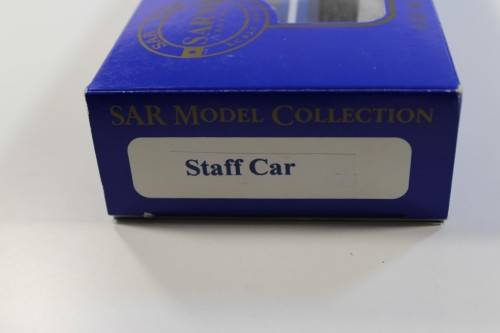 SAR MODEL COLLECTION
Staff Car